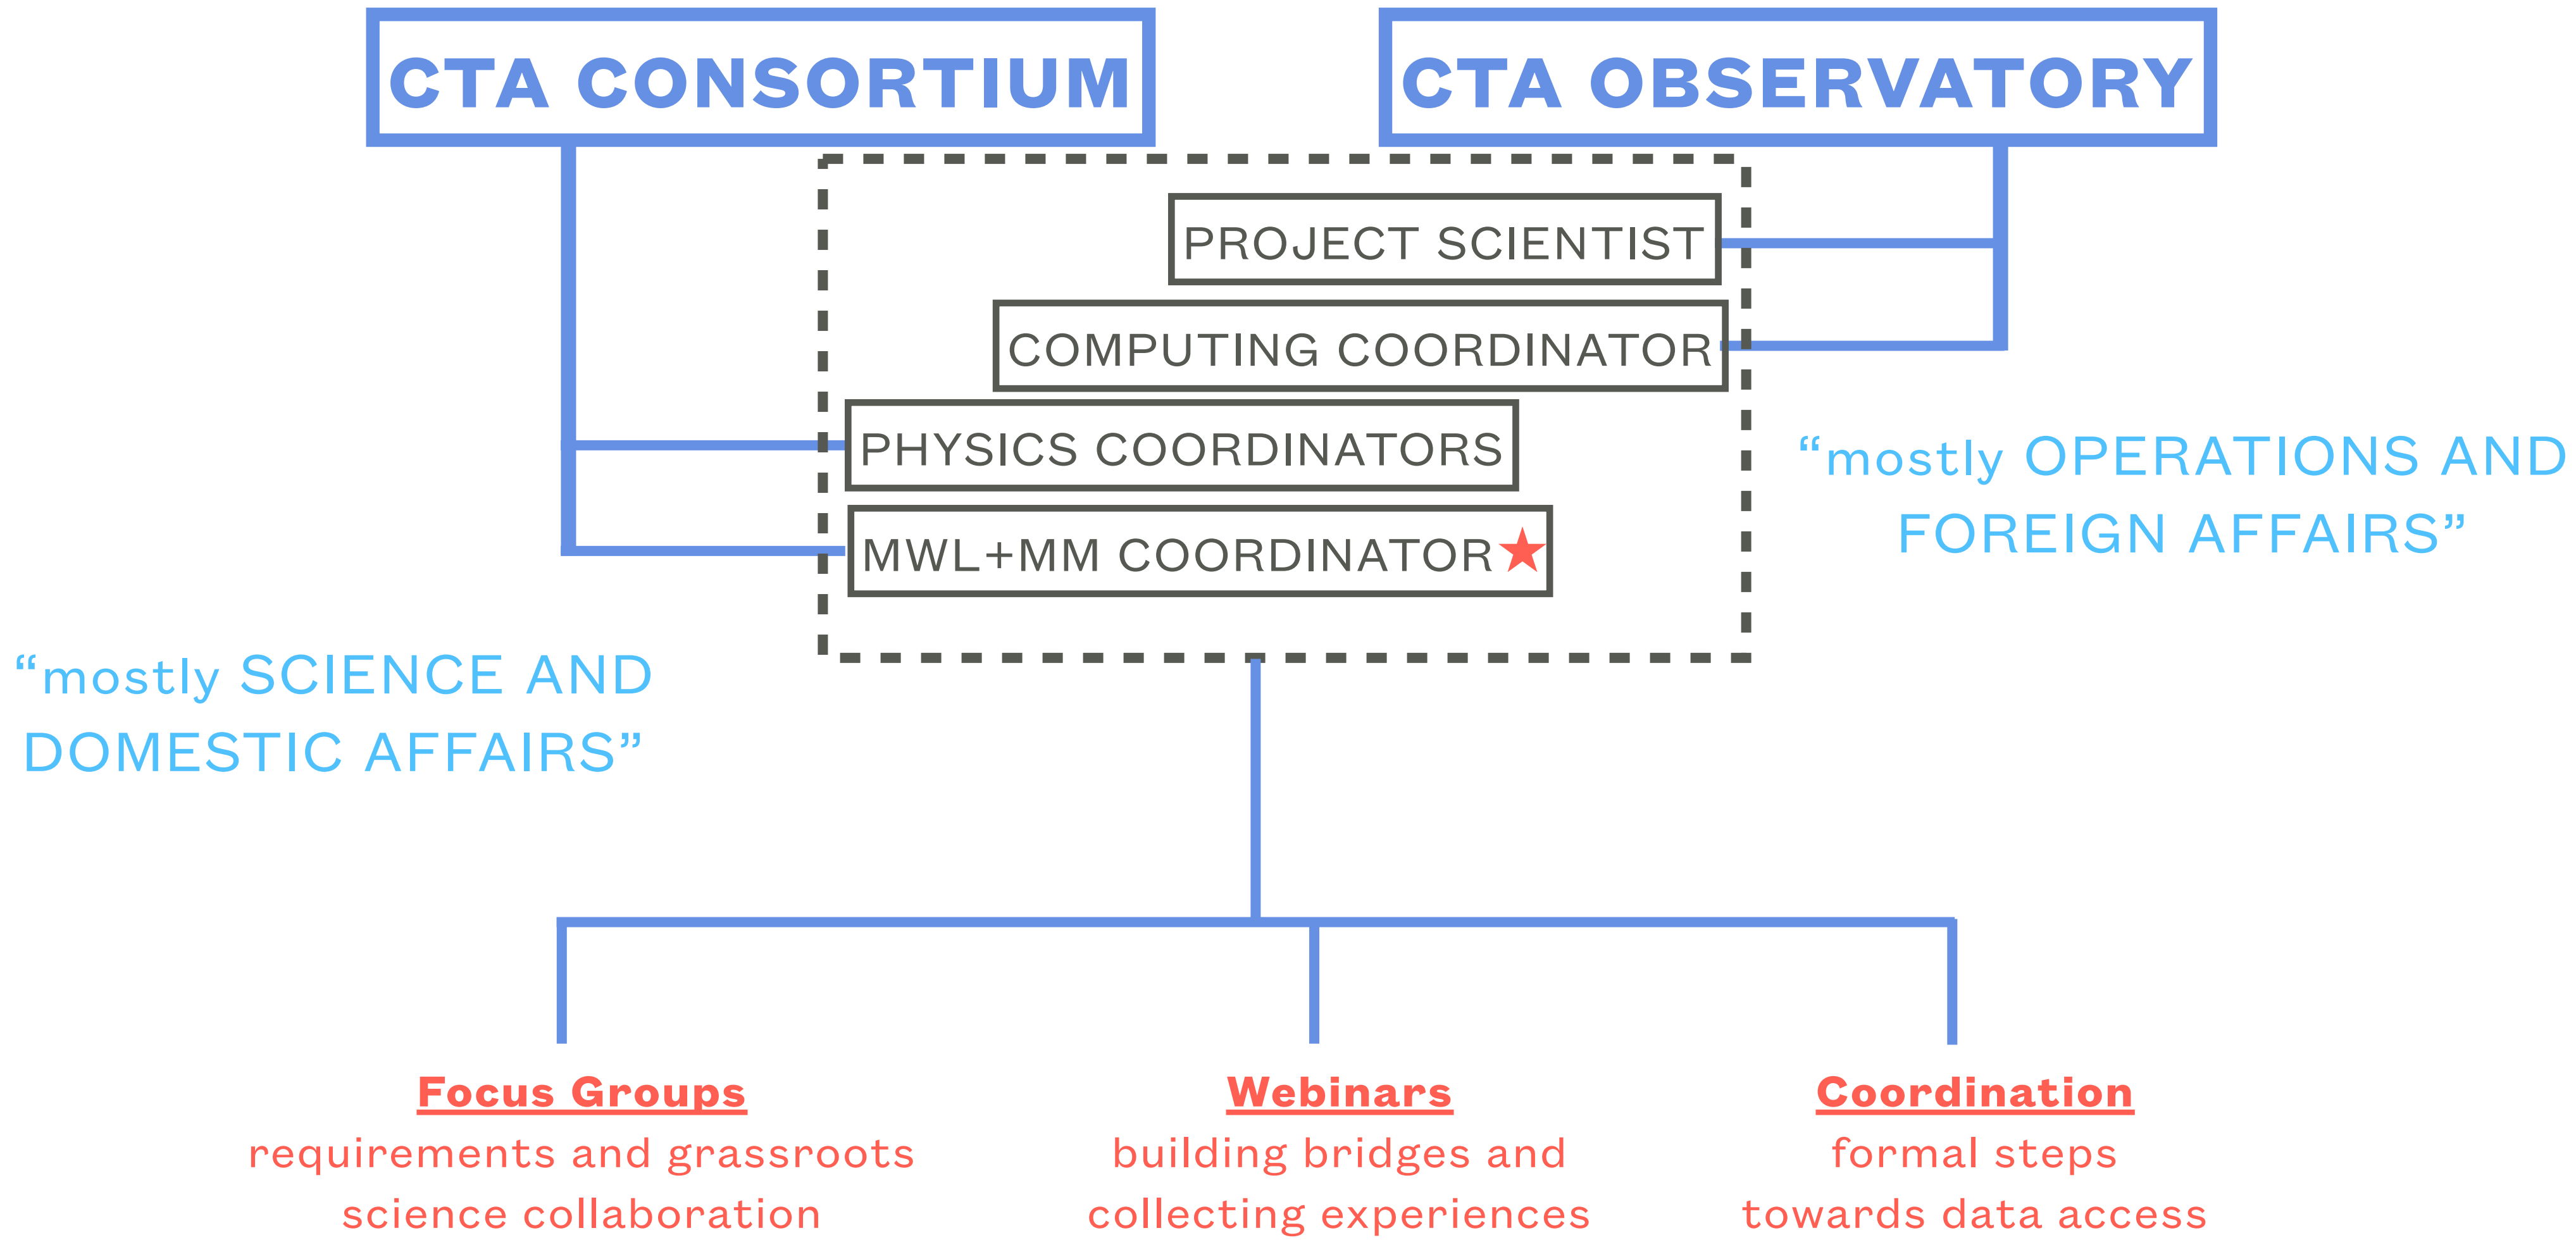 CTA CONSORTIUM
CTA OBSERVATORY
PROJECT SCIENTIST
COMPUTING COORDINATOR
PHYSICS COORDINATORS
MWL+MM COORDINATOR
“mostly OPERATIONS AND
FOREIGN AFFAIRS”
“mostly SCIENCE AND
DOMESTIC AFFAIRS”
Focus Groups
requirements and grassroots
science collaboration
Webinars
building bridges and
collecting experiences
Coordination
formal steps
towards data access